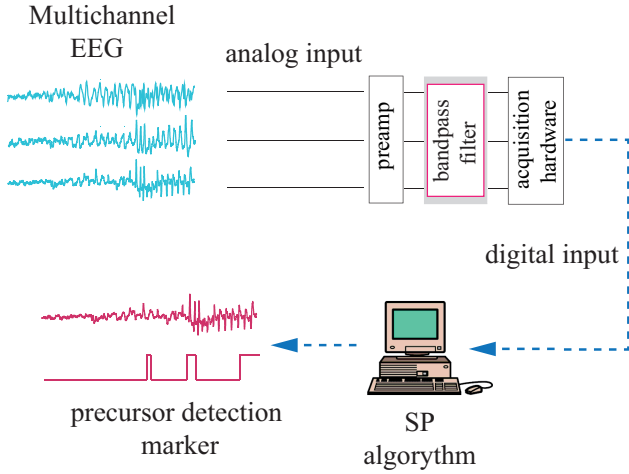 Multichannel
EEG
analog input
preamp
bandpass
filter
acquisition
hardware
digital input
precursor detection
marker
SP
algorythm